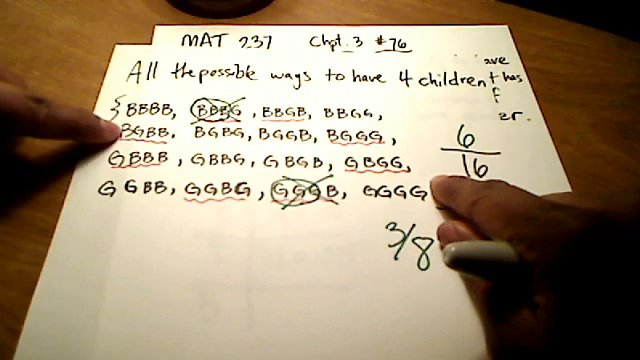 MAT 237 Chpt. 3 #76
All the possible ways to have 4 children
{ BBBB, BBBG, BBGB, BBGG,
BGBB, BGBG, BGGB, BGGG,
GBBB, GBBG, GBGB, GBGG,
GGBB, GGBG, GGGB, GGGG
6
16
3/8